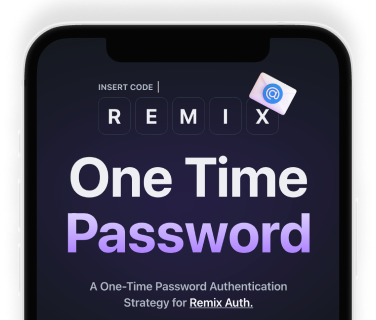 INSERT CODE
R E M I X
One Time
Password
A One-Time Password Authentication
Strategy for Remix Auth.